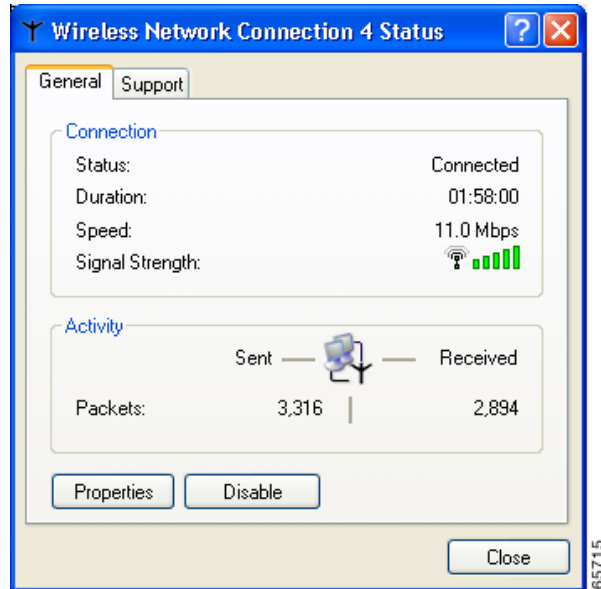 Wireless Network Connection 4 Status
General Support
Connection
Status: Connected
Duration: 01:58:00
Speed: 11.0 Mbps
Signal Strength:
Activity
Sent Received
Packets: 3,316 2,894
Properties Disable
Close
65715